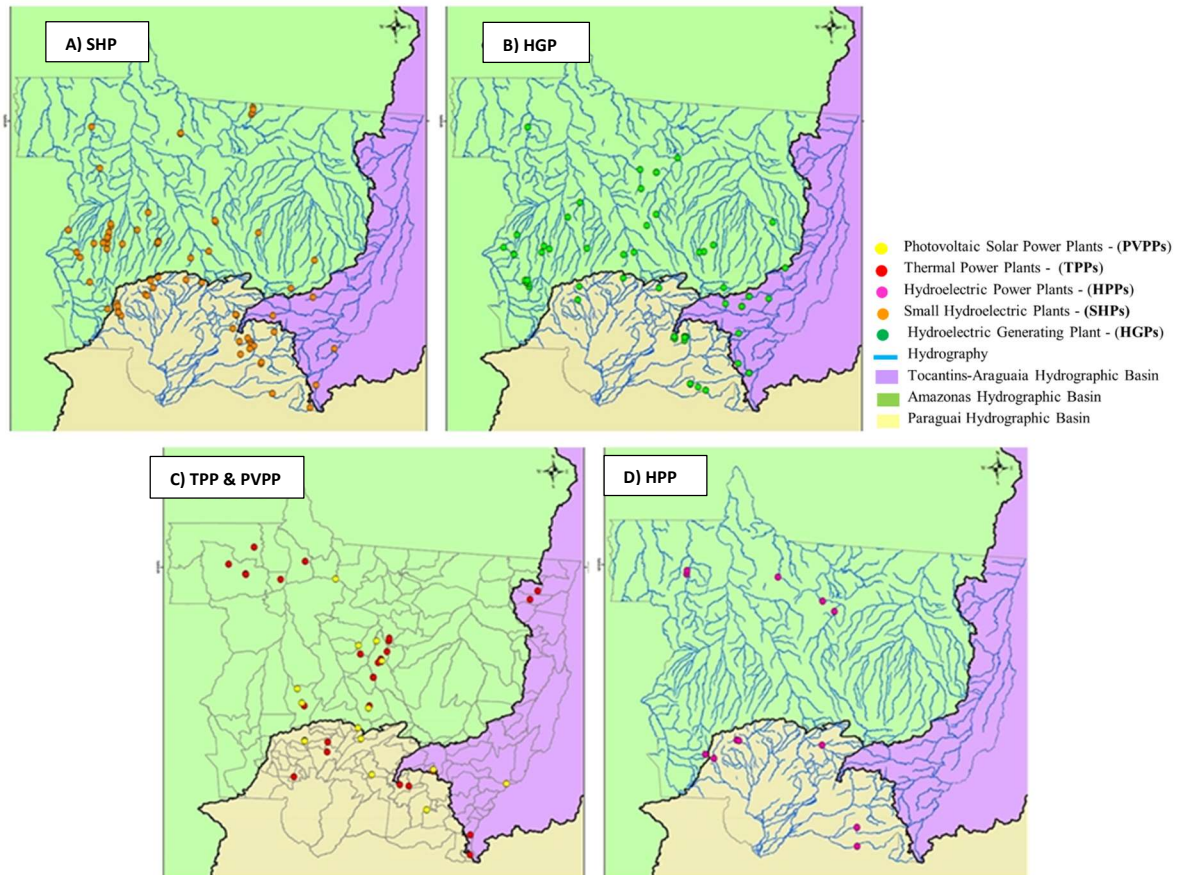 A) SHP
B) HGP
Photovoltaic Solar Power Plants - (PVPPs)
Thermal Power Plants - (TPPs)
Hydroelectric Power Plants - (HPPs)
Small Hydroelectric Plants - (SHPs)
Hydroelectric Generating Plant - (HGPs)
Hydrography
Tocantins-Araguaia Hydrographic Basin
Amazonas Hydrographic Basin
Paraguai Hydrographic Basin
C) TPP & PVPP
D) HPP